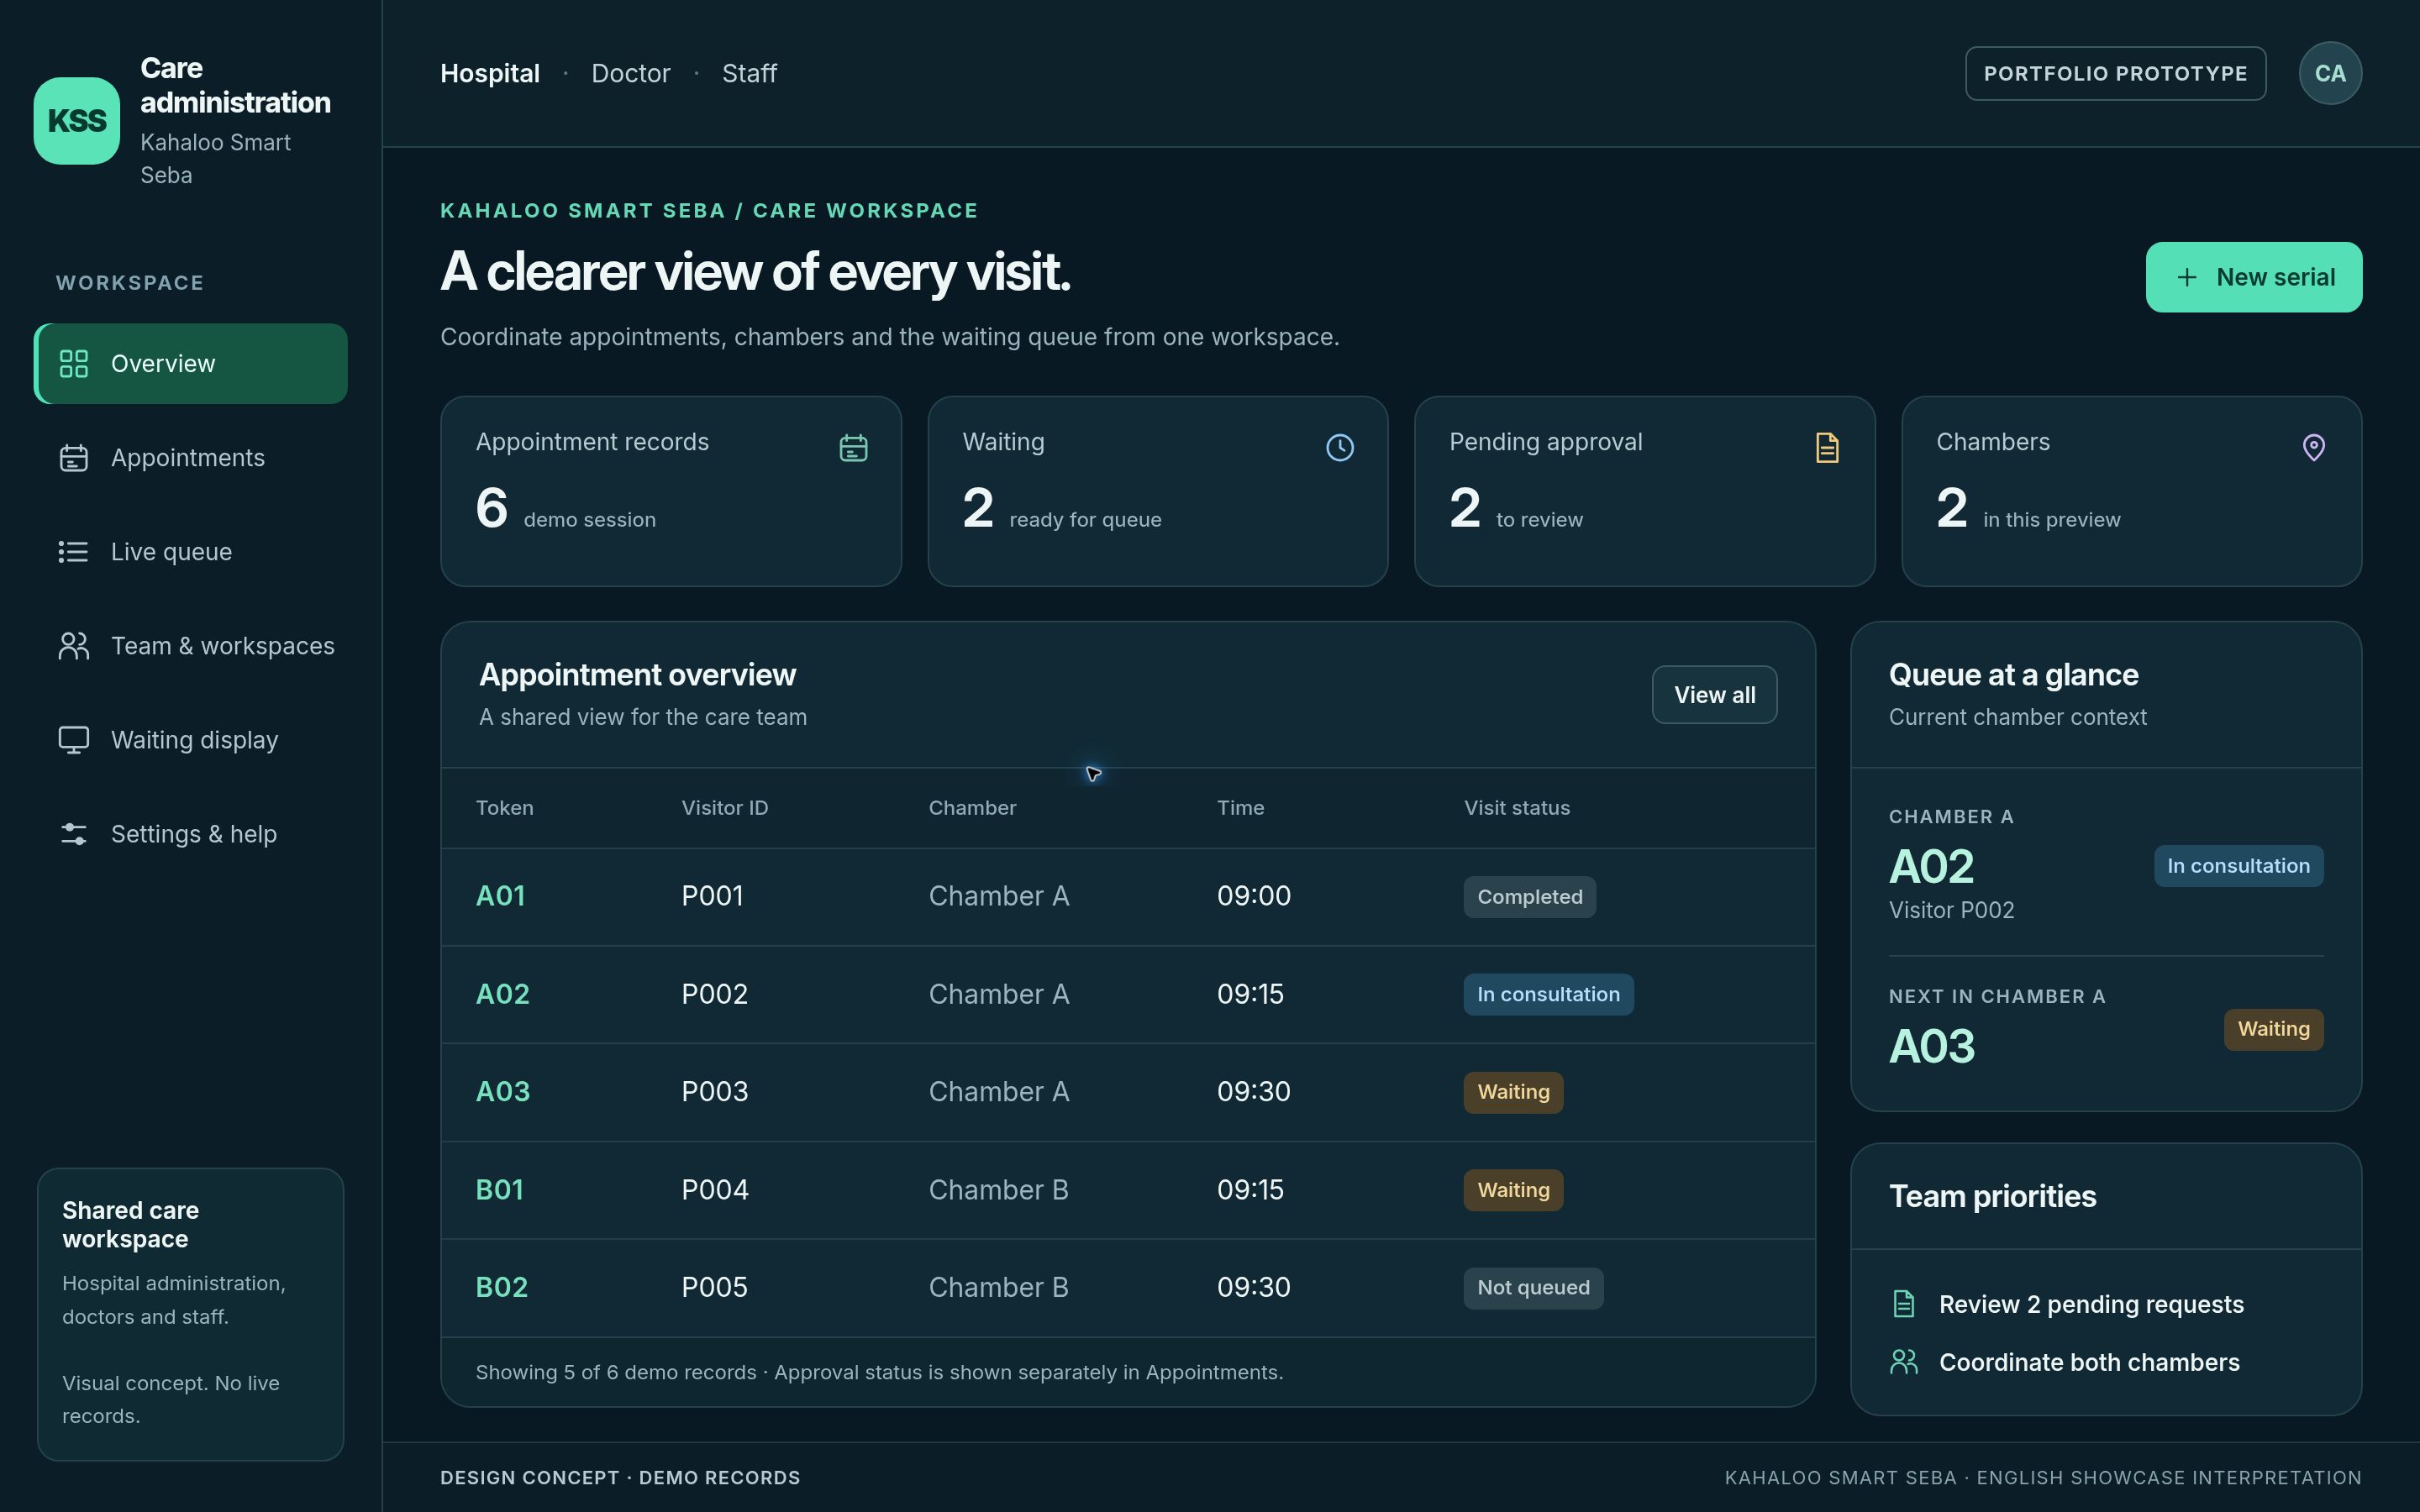 KSS
Care
administration
Kahaloo Smart
Seba
WORKSPACE
Overview
Appointments
Live queue
Team & workspaces
Waiting display
Settings & help
Shared care
workspace
Hospital administration,
doctors and staff.
Visual concept. No live
records.
Hospital · Doctor · Staff
PORTFOLIO PROTOTYPE
CA
KAHALOO SMART SEBA / CARE WORKSPACE
A clearer view of every visit.
Coordinate appointments, chambers and the waiting queue from one workspace.
New serial
Appointment records
6 demo session
Waiting
2 ready for queue
Pending approval
2 to review
Chambers
2 in this preview
Appointment overview
A shared view for the care team
View all
Token Visitor ID Chamber Time Visit status
A01 P001 Chamber A 09:00 Completed
A02 P002 Chamber A 09:15 In consultation
A03 P003 Chamber A 09:30 Waiting
B01 P004 Chamber B 09:15 Waiting
B02 P005 Chamber B 09:30 Not queued
Showing 5 of 6 demo records · Approval status is shown separately in Appointments.
Queue at a glance
Current chamber context
CHAMBER A
A02 In consultation
Visitor P002
NEXT IN CHAMBER A
A03 Waiting
Team priorities
Review 2 pending requests
Coordinate both chambers
DESIGN CONCEPT · DEMO RECORDS
KAHALOO SMART SEBA · ENGLISH SHOWCASE INTERPRETATION